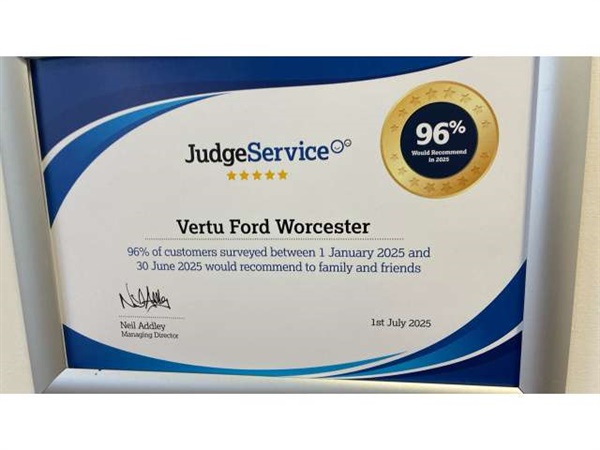 JudgeService
96%
Would Recommend
in 2025
Vertu Ford Worcester
96% of customers surveyed between 1 January 2025 and
30 June 2025 would recommend to family and friends
Neil Addley
Managing Director
1st July 2025